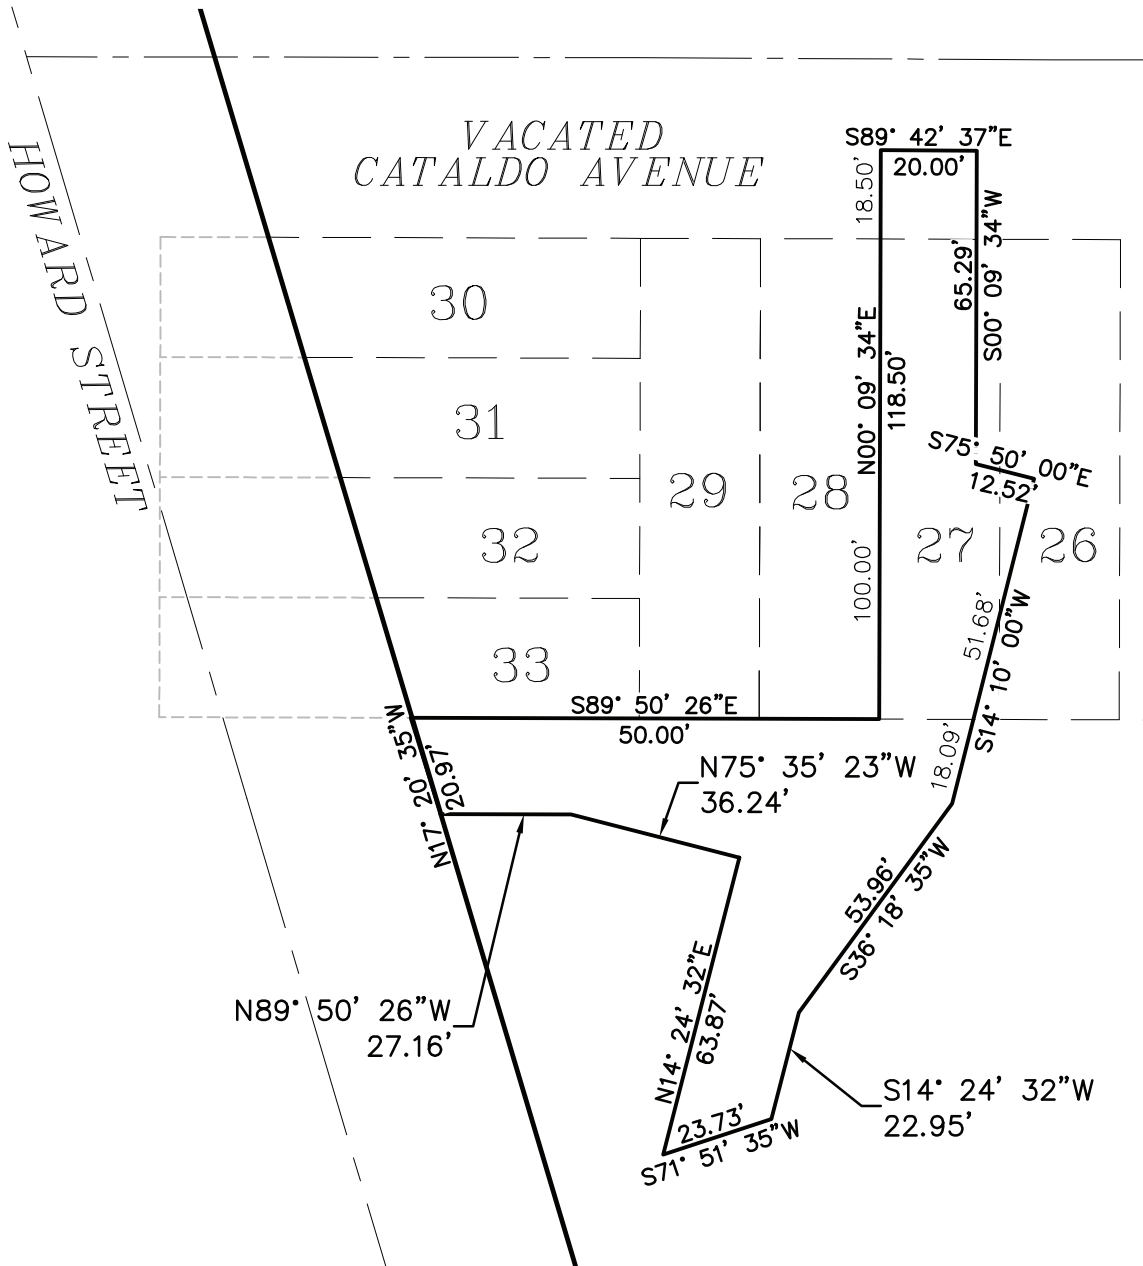 VACATED
CATALDO AVENUE
HOWARD STREET
S89° 42' 37"E
20.00'
18.50'
S00° 09' 34"W
65.29'
N00° 09' 34"E
118.50'
100.00'
S75° 50' 00"E
12.52'
30
31
32
33
29
28
27
26
51.68'
S14° 10' 00"W
18.09'
S89° 50' 26"E
50.00'
N17° 20' 35"W
20.97'
N75° 35' 23"W
36.24'
53.96'
S36° 18' 35"W
N89° 50' 26"W
27.16'
N14° 24' 32"E
63.87'
S14° 24' 32"W
22.95'
23.73'
S71° 51' 35"W